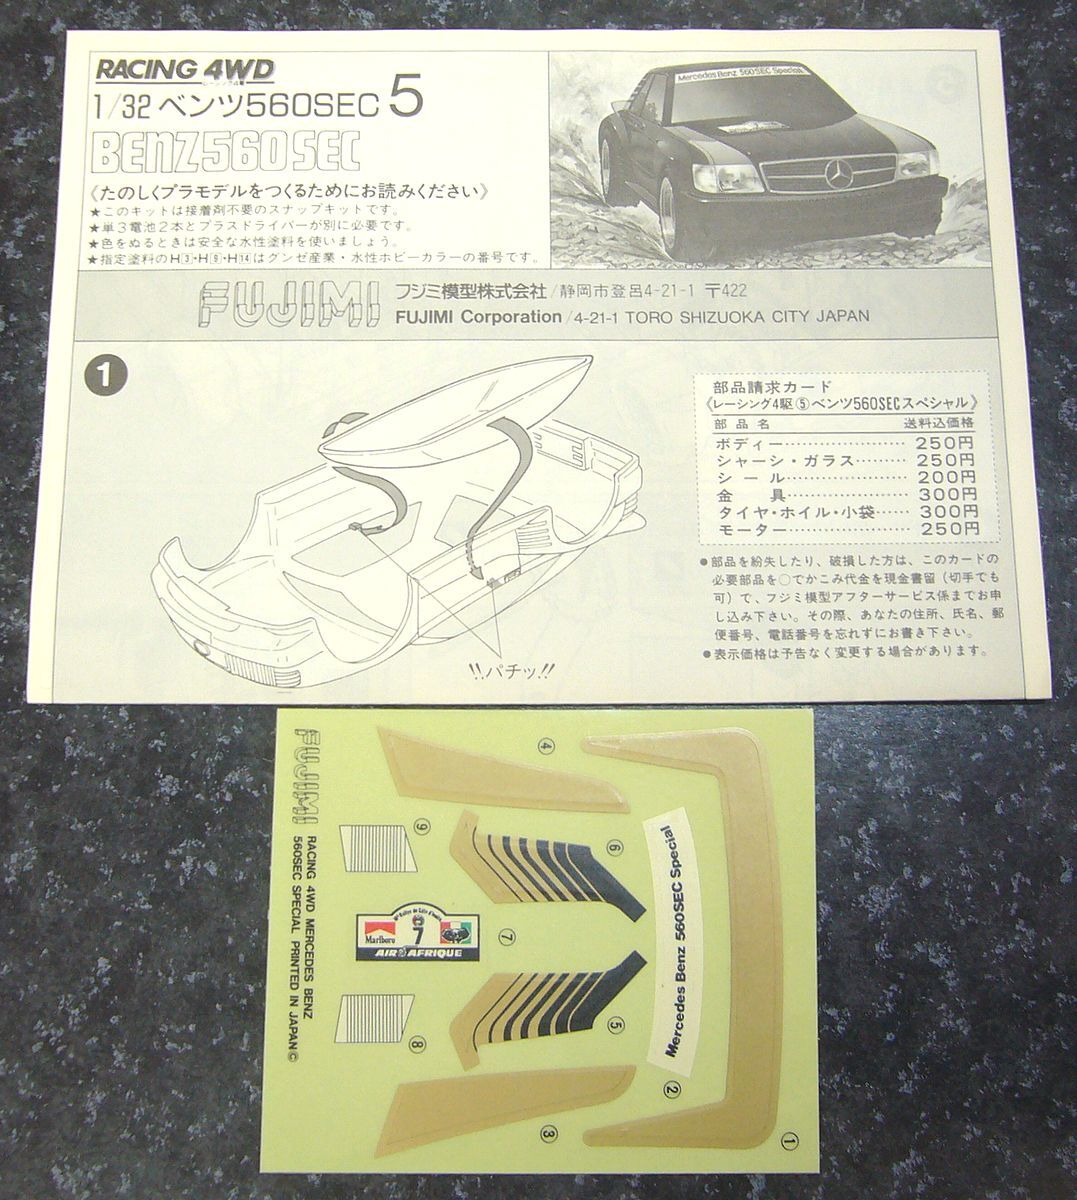 RACING 4WD
レーシング4駆
1/32 ベンツ560SEC 5
BENZ560SEC
《たのしくプラモデルをつくるためにお読みください》
★このキットは接着剤不要のスナップキットです。
★単3電池2本とプラスドライバーが別に必要です。
★色をぬるときは安全な水性塗料を使いましょう。
★指定塗料のH3・H9・H14はグンゼ産業・水性ホビーカラーの番号です。
Mercedes Benz 560SEC Special
FUJIMI
フジミ模型株式会社/静岡市登呂4-21-1 〒422
FUJIMI Corporation/4-21-1 TORO SHIZUOKA CITY JAPAN
1
!!パチッ!!
部品請求カード
《レーシング4駆⑤ベンツ560SECスペシャル》
部品名 送料込価格
ボディー……………………250円
シャーシ・ガラス………250円
シール……………………200円
金具……………………300円
タイヤ・ホイル・小袋……300円
モーター……………………250円
●部品を紛失したり、破損した方は、このカードの
必要部品を○でかこみ代金を現金書留(切手でも
可)で、フジミ模型アフターサービス係までお申
し込み下さい。その際、あなたの住所、氏名、郵
便番号、電話番号を忘れずにお書き下さい。
●表示価格は予告なく変更する場合があります。
FUJIMI
RACING 4WD MERCEDES BENZ
560SEC SPECIAL PRINTED IN JAPAN©
④
⑨
⑥
Marlboro
7
AIR AFRIQUE
⑦
⑤
⑧
③
Mercedes Benz 560SEC Special
②
①